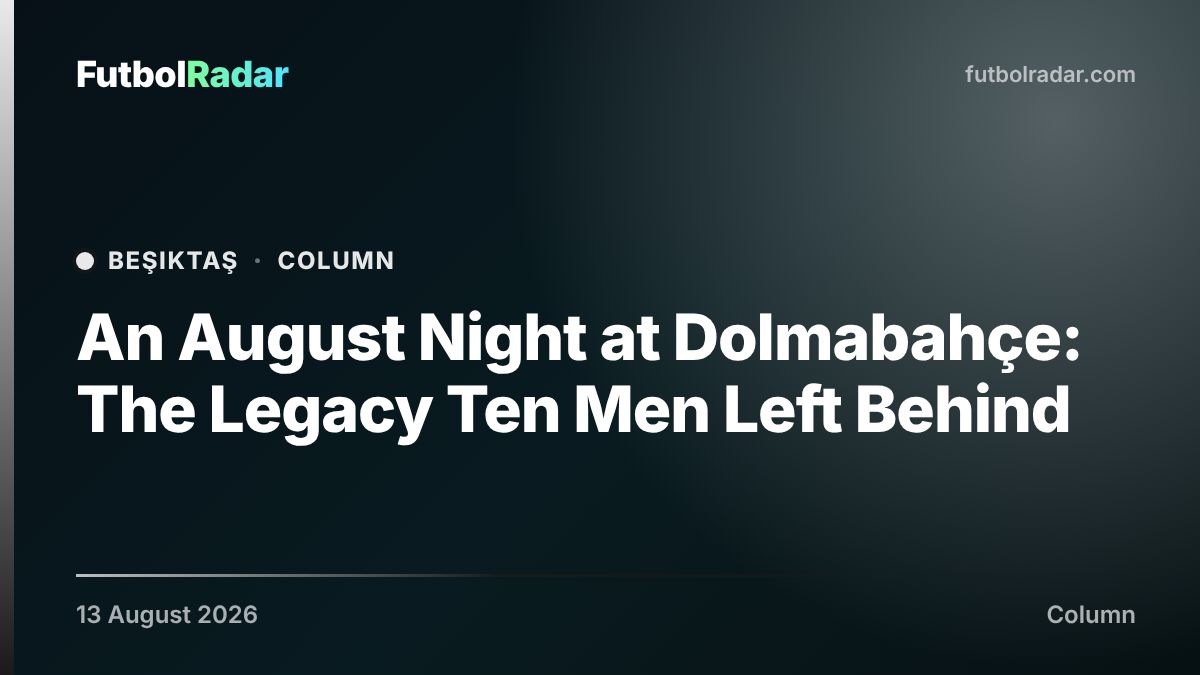 FutbolRadar
futbolradar.com
BEŞIKTAŞ · COLUMN
An August Night at Dolmabahçe:
The Legacy Ten Men Left Behind
13 August 2026
Column